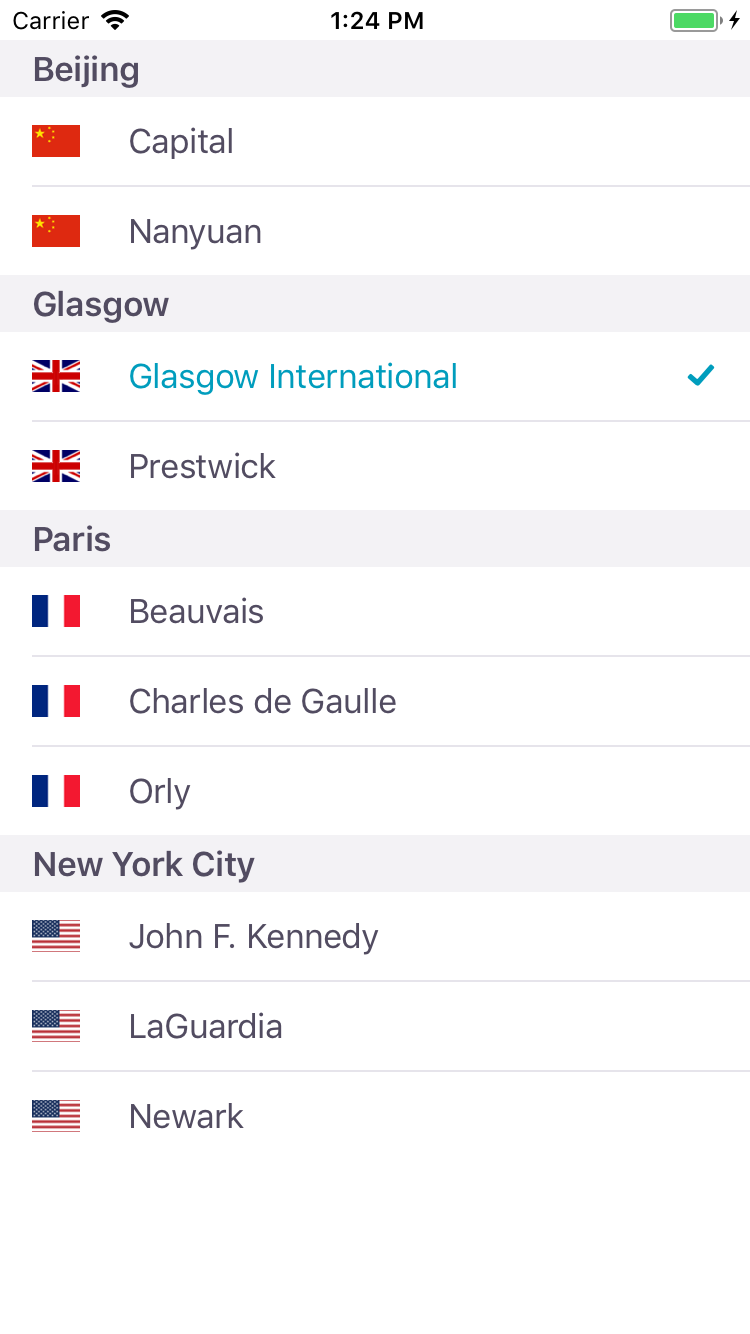 Carrier 1:24 PM
Beijing
Capital
Nanyuan
Glasgow
Glasgow International
Prestwick
Paris
Beauvais
Charles de Gaulle
Orly
New York City
John F. Kennedy
LaGuardia
Newark